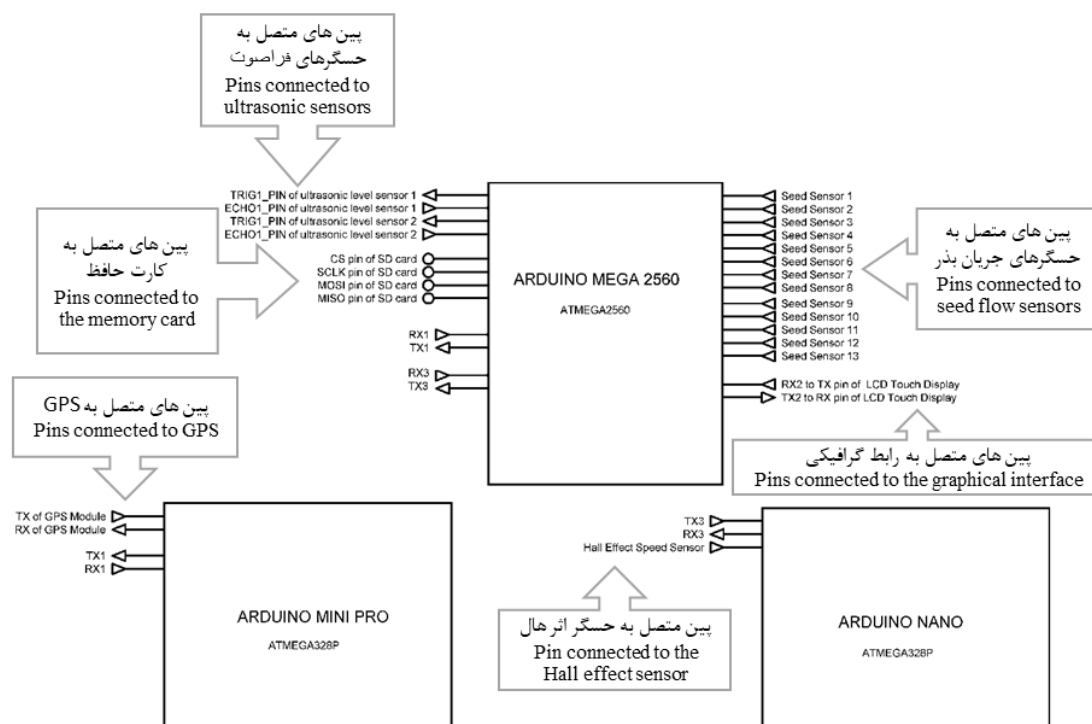 پین های متصل به
حسگرهای فراصوت
Pins connected to
ultrasonic sensors
TRIG1_PIN of ultrasonic level sensor 1
ECHO1_PIN of ultrasonic level sensor 1
TRIG1_PIN of ultrasonic level sensor 2
ECHO1_PIN of ultrasonic level sensor 2
پین های متصل به
کارت حافظ
Pins connected to
the memory card
CS pin of SD card
SCLK pin of SD card
MOSI pin of SD card
MISO pin of SD card
RX1
TX1
RX3
TX3
ARDUINO MEGA 2560
ATMEGA2560
Seed Sensor 1
Seed Sensor 2
Seed Sensor 3
Seed Sensor 4
Seed Sensor 5
Seed Sensor 6
Seed Sensor 7
Seed Sensor 8
Seed Sensor 9
Seed Sensor 10
Seed Sensor 11
Seed Sensor 12
Seed Sensor 13
پین های متصل به
حسگرهای جریان بذر
Pins connected to
seed flow sensors
RX2 to TX pin of LCD Touch Display
TX2 to RX pin of LCD Touch Display
پین های متصل به رابط گرافیکی
Pins connected to the graphical interface
پین های متصل به GPS
Pins connected to GPS
TX of GPS Module
RX of GPS Module
TX1
RX1
ARDUINO MINI PRO
ATMEGA328P
TX3
RX3
Hall Effect Speed Sensor
پین متصل به حسگر اثر هال
Pin connected to the
Hall effect sensor
ARDUINO NANO
ATMEGA328P